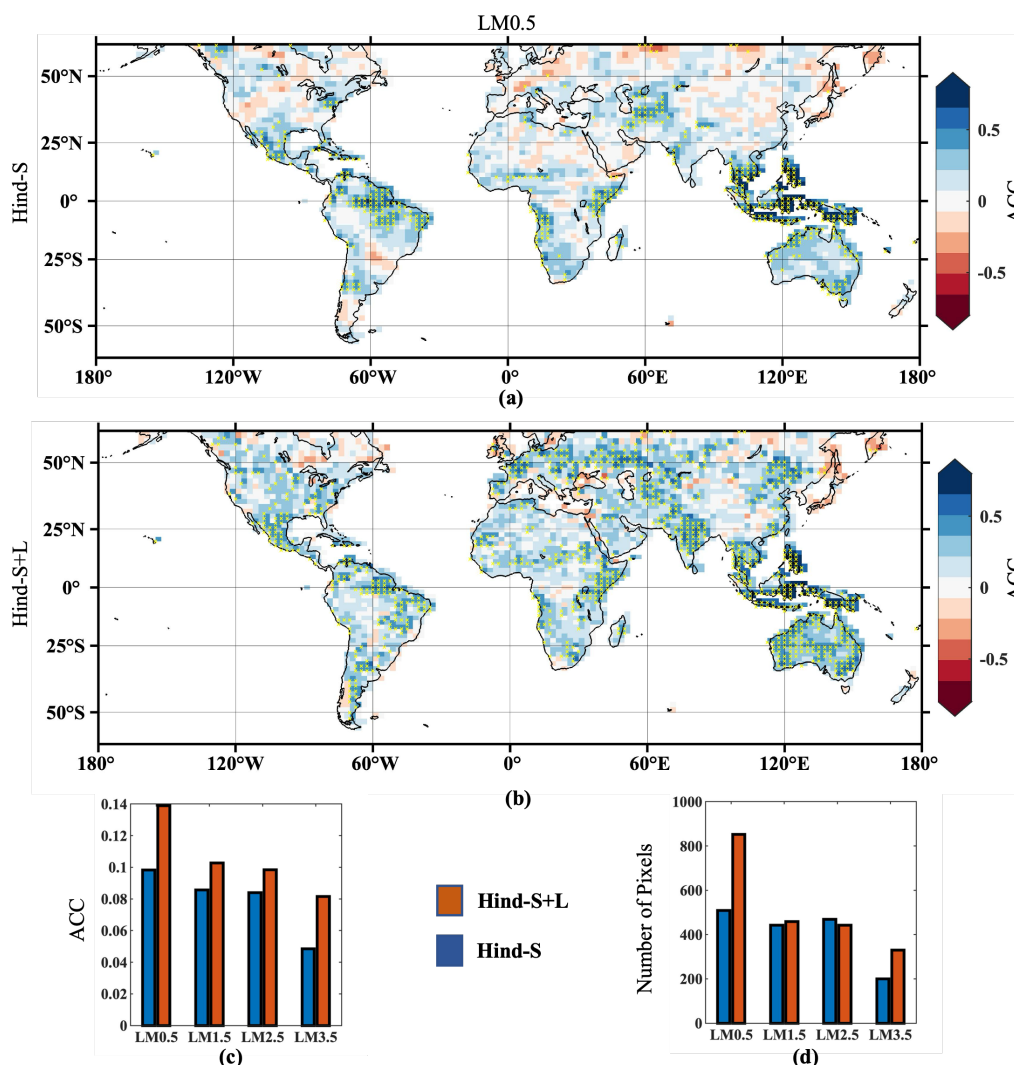 LM0.5
Hind-S
50°N
25°N
0°
25°S
50°S
180°
120°W
60°W
0°
60°E
120°E
180°
0.5
0
-0.5
ACC
(a)
Hind-S+L
50°N
25°N
0°
25°S
50°S
180°
120°W
60°W
0°
60°E
120°E
180°
0.5
0
-0.5
ACC
(b)
ACC
0.14
0.12
0.1
0.08
0.06
0.04
0.02
0
LM0.5
LM1.5
LM2.5
LM3.5
(c)
Hind-S+L
Hind-S
Number of Pixels
1000
800
600
400
200
0
LM0.5
LM1.5
LM2.5
LM3.5
(d)